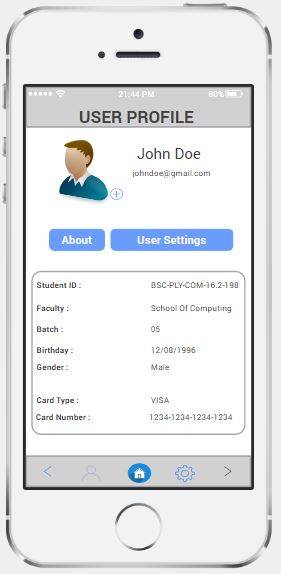 21:44 PM 80%
USER PROFILE
John Doe
johndoe@gmail.com
About User Settings
Student ID : BSC-PLY-COM-16.2-198
Faculty : School Of Computing
Batch : 05
Birthday : 12/08/1996
Gender : Male
Card Type : VISA
Card Number : 1234-1234-1234-1234